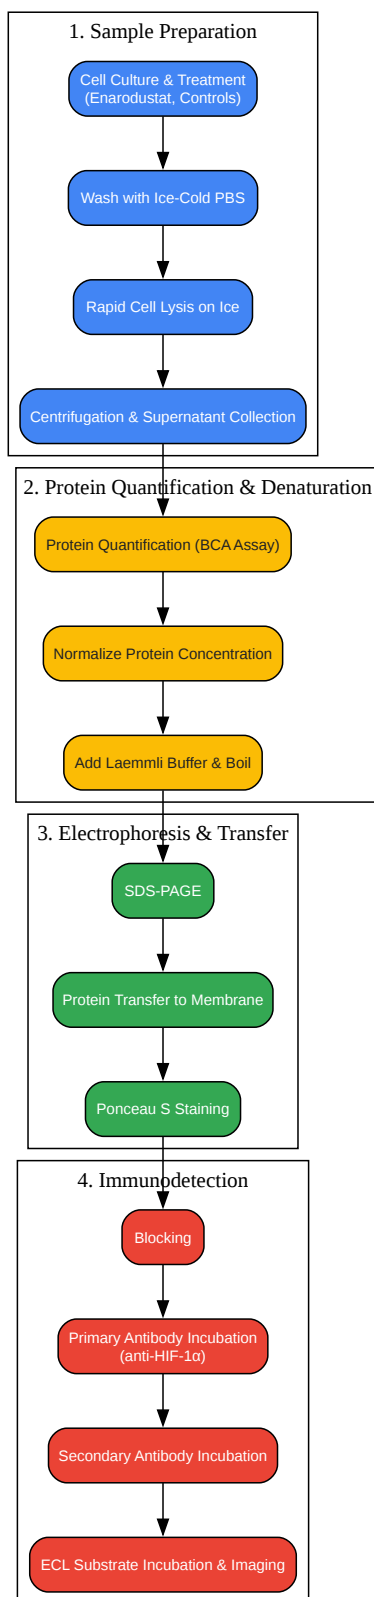 1. Sample Preparation
Cell Culture & Treatment
(Enarodustat, Controls)
Wash with Ice-Cold PBS
Rapid Cell Lysis on Ice
Centrifugation & Supernatant Collection
2. Protein Quantification & Denaturation
Protein Quantification (BCA Assay)
Normalize Protein Concentration
Add Laemmli Buffer & Boil
3. Electrophoresis & Transfer
SDS-PAGE
Protein Transfer to Membrane
Ponceau S Staining
4. Immunodetection
Blocking
Primary Antibody Incubation
(anti-HIF-1α)
Secondary Antibody Incubation
ECL Substrate Incubation & Imaging